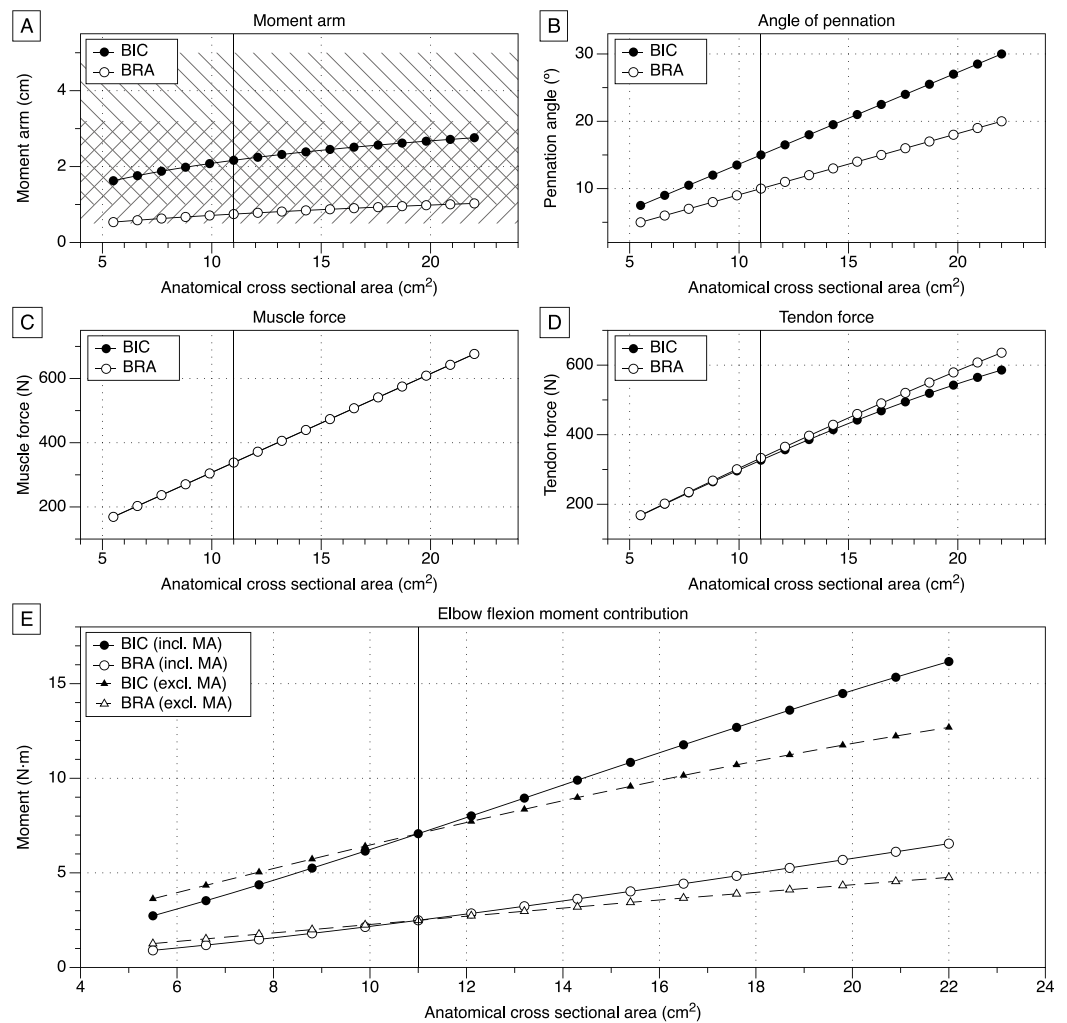 A
Moment arm
BIC
BRA
Moment arm (cm)
4
2
0
5
10
15
20
Anatomical cross sectional area (cm²)
B
Angle of pennation
BIC
BRA
Pennation angle (º)
30
20
10
5
10
15
20
Anatomical cross sectional area (cm²)
C
Muscle force
BIC
BRA
Muscle force (N)
600
400
200
5
10
15
20
Anatomical cross sectional area (cm²)
D
Tendon force
BIC
BRA
Tendon force (N)
600
400
200
5
10
15
20
Anatomical cross sectional area (cm²)
E
Elbow flexion moment contribution
BIC (incl. MA)
BRA (incl. MA)
BIC (excl. MA)
BRA (excl. MA)
Moment (N·m)
15
10
5
0
4
6
8
10
12
14
16
18
20
22
24
Anatomical cross sectional area (cm²)